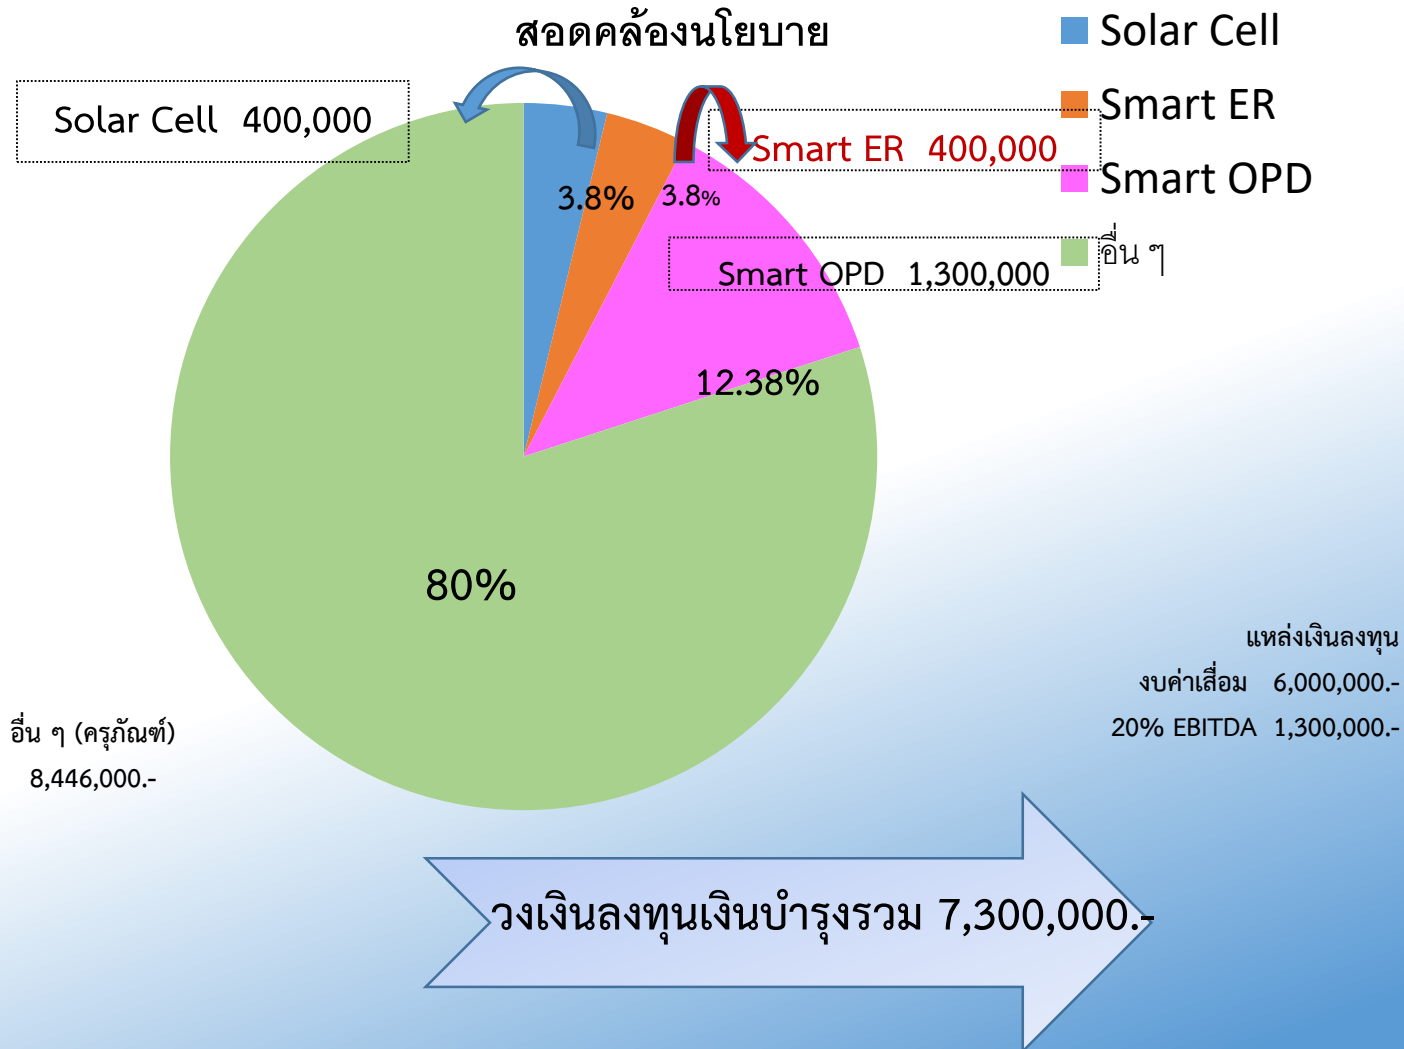 สอดคล้องนโยบาย
Solar Cell
Smart ER
Smart OPD
อื่น ๆ
Solar Cell 400,000
Smart ER 400,000
3.8%
3.8%
Smart OPD 1,300,000
12.38%
80%
แหล่งเงินลงทุน
งบค่าเสื่อม 6,000,000.-
20% EBITDA 1,300,000.-
อื่น ๆ (ครุภัณฑ์)
8,446,000.-
วงเงินลงทุนเงินบำรุงรวม 7,300,000.-